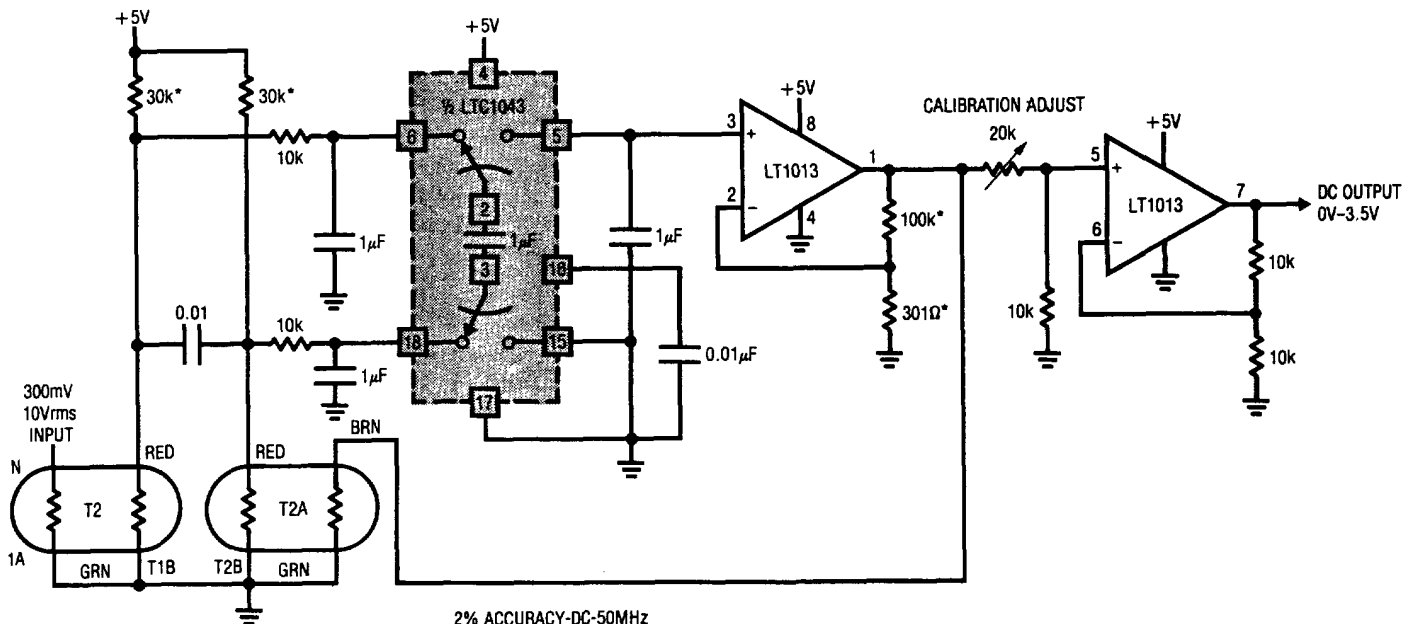 +5V
30k*
30k*
10k
1µF
0.01
10k
1µF
300mV
10Vrms
INPUT
N
RED
T2
1A
GRN
T1B
RED
T2A
BRN
T2B
GRN
+5V
4
½ LTC1043
6
5
2
1µF
3
16
18
15
17
1µF
0.01µF
+5V
3
8
+
LT1013
1
2
−
4
100k*
301Ω*
CALIBRATION ADJUST
20k
10k
+5V
5
+
LT1013
7
6
−
DC OUTPUT
0V–3.5V
10k
10k
2% ACCURACY-DC-50MHz